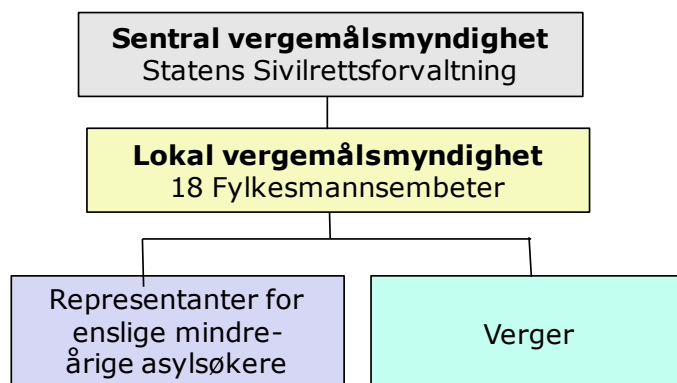 Sentral vergemålsmyndighet
Statens Sivilrettsforvaltning
Lokal vergemålsmyndighet
18 Fylkesmannsembeter
Representanter for
enslige mindre-
årige asylsøkere
Verger